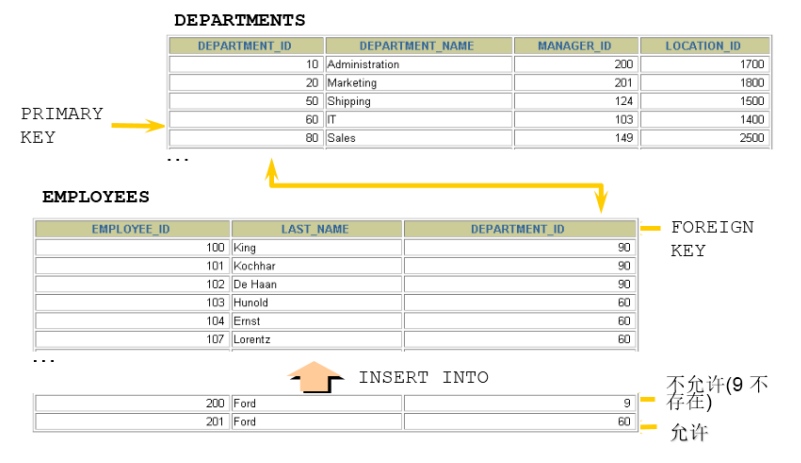 DEPARTMENTS
DEPARTMENT_ID DEPARTMENT_NAME MANAGER_ID LOCATION_ID
10 Administration 200 1700
20 Marketing 201 1800
50 Shipping 124 1500
60 IT 103 1400
80 Sales 149 2500
...
PRIMARY
KEY
EMPLOYEES
EMPLOYEE_ID LAST_NAME DEPARTMENT_ID
100 King 90
101 Kochhar 90
102 De Haan 90
103 Hunold 60
104 Ernst 60
107 Lorentz 60
...
FOREIGN
KEY
INSERT INTO
200 Ford 9
201 Ford 60
不允许(9 不
存在)
允许